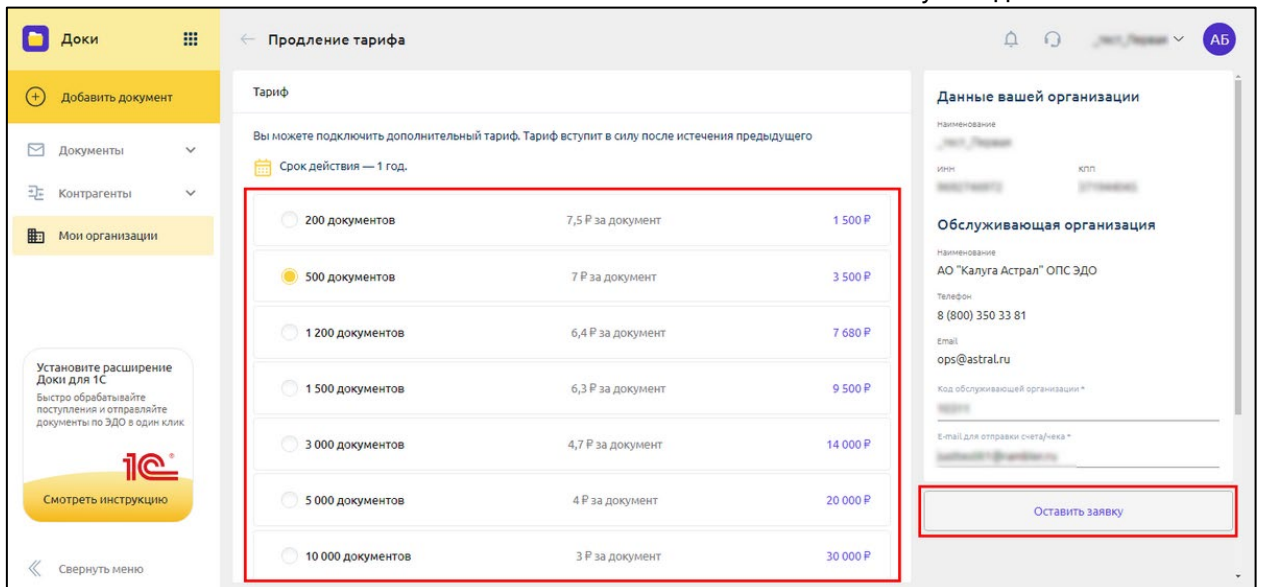 Доки
Продление тарифа
АБ
Добавить документ
Документы
Контрагенты
Мои организации
Установите расширение
Доки для 1С
Быстро обрабатывайте
поступления и отправляйте
документы по ЭДО в один клик
1С
Смотреть инструкцию
Свернуть меню
Тариф
Вы можете подключить дополнительный тариф. Тариф вступит в силу после истечения предыдущего
Срок действия — 1 год.
200 документов 7,5 ₽ за документ 1 500 ₽
500 документов 7 ₽ за документ 3 500 ₽
1 200 документов 6,4 ₽ за документ 7 680 ₽
1 500 документов 6,3 ₽ за документ 9 500 ₽
3 000 документов 4,7 ₽ за документ 14 000 ₽
5 000 документов 4 ₽ за документ 20 000 ₽
10 000 документов 3 ₽ за документ 30 000 ₽
Данные вашей организации
Наименование
ИНН КПП
Обслуживающая организация
Наименование
АО "Калуга Астрал" ОПС ЭДО
Телефон
8 (800) 350 33 81
Email
ops@astral.ru
Код обслуживающей организации *
E-mail для отправки счета/чека *
Оставить заявку